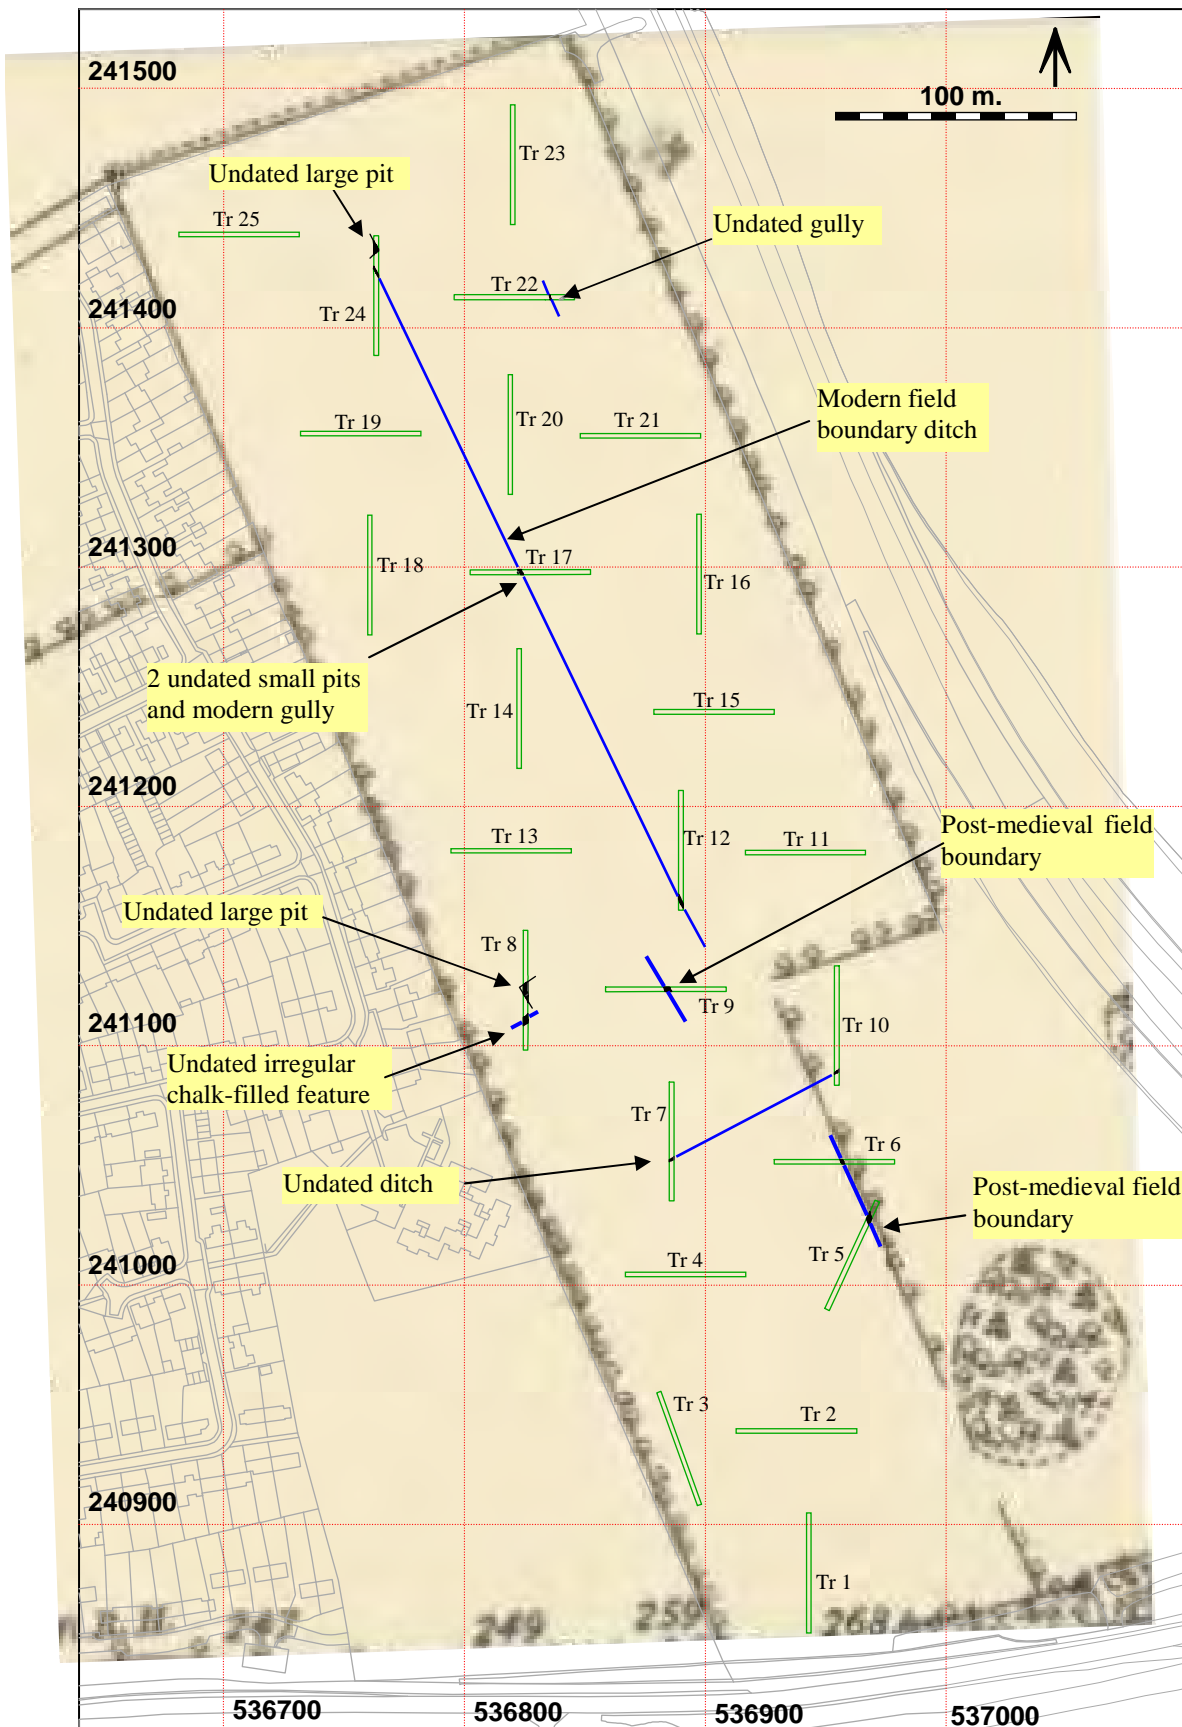 241500
100 m.
Tr 23
Undated large pit
Tr 25
Undated gully
Tr 22
Tr 24
241400
Modern field
boundary ditch
Tr 19
Tr 20
Tr 21
241300
Tr 17
Tr 18
Tr 16
2 undated small pits
and modern gully
Tr 14
Tr 15
241200
Post-medieval field
boundary
Tr 13
Tr 12
Tr 11
Undated large pit
Tr 8
Tr 9
Tr 10
241100
Undated irregular
chalk-filled feature
Tr 7
Tr 6
Undated ditch
Post-medieval field
boundary
241000
Tr 4
Tr 5
Tr 3
Tr 2
240900
Tr 1
249
259
268
536700
536800
536900
537000